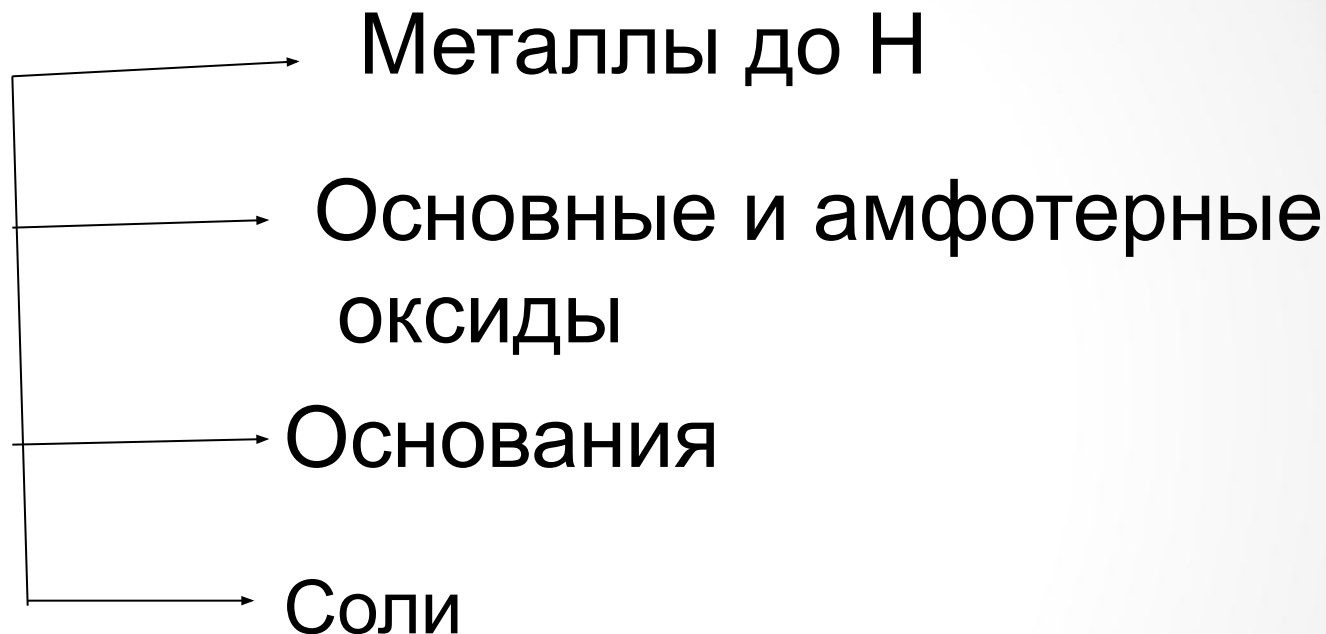 Металлы до Н
Основные и амфотерные
оксиды
Основания
Соли